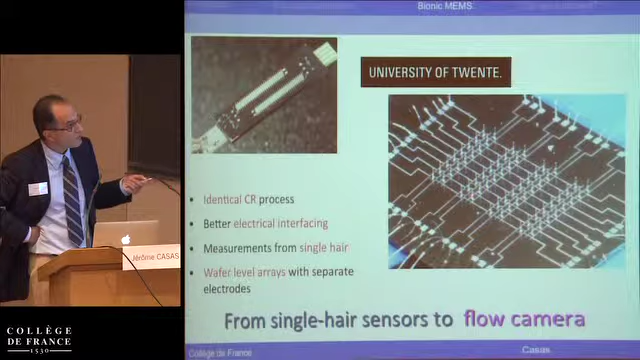 Bionic MEMS
UNIVERSITY OF TWENTE.
• Identical CR process
• Better electrical interfacing
• Measurements from single hair
• Wafer level arrays with separate
electrodes
From single-hair sensors to flow camera
Collège de France
Casas
Jérôme CASAS
COLLÈGE
DE FRANCE
1530